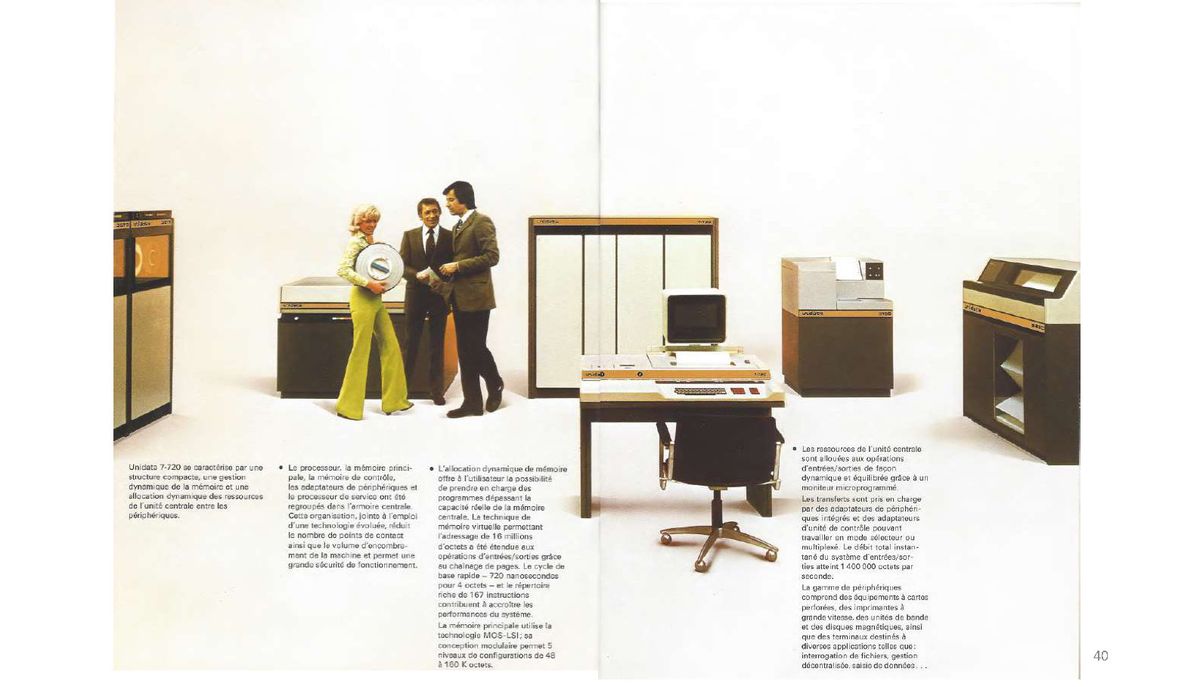 unidata
Unidata 7-720 se caractérise par une
structure compacte, une gestion
dynamique de la mémoire et une
allocation dynamique des ressources
de l'unité centrale entre les
périphériques.
• Le processeur, la mémoire princi-
pale, la mémoire de contrôle,
les adaptateurs de périphériques et
le processeur de service ont été
regroupés dans l'armoire centrale.
Cette organisation, jointe à l'emploi
d'une technologie évoluée, réduit
le nombre de points de contact
ainsi que le volume d'encombre-
ment de la machine et permet une
grande sécurité de fonctionnement.
• L'allocation dynamique de mémoire
offre à l'utilisateur la possibilité
de prendre en charge des
programmes dépassant la
capacité réelle de la mémoire
centrale. La technique de
mémoire virtuelle permettant
l'adressage de 16 millions
d'octets a été étendue aux
opérations d'entrées/sorties grâce
au chaînage de pages. Le cycle de
base rapide – 720 nanosecondes
pour 4 octets – et le répertoire
riche de 167 instructions
contribuent à accroître les
performances du système.
La mémoire principale utilise la
technologie MOS-LSI; sa
conception modulaire permet 5
niveaux de configurations de 48
à 160 K octets.
• Les ressources de l'unité centrale
sont allouées aux opérations
d'entrées/sorties de façon
dynamique et équilibrée grâce à un
moniteur microprogrammé.
Les transferts sont pris en charge
par des adaptateurs de périphéri-
ques intégrés et des adaptateurs
d'unité de contrôle pouvant
travailler en mode sélecteur ou
multiplexé. Le débit total instan-
tané du système d'entrées/sor-
ties atteint 1 400 000 octets par
seconde.
La gamme de périphériques
comprend des équipements à cartes
perforées, des imprimantes à
grande vitesse, des unités de bande
et des disques magnétiques, ainsi
que des terminaux destinés à
diverses applications telles que:
interrogation de fichiers, gestion
décentralisée, saisie de données . . .
40